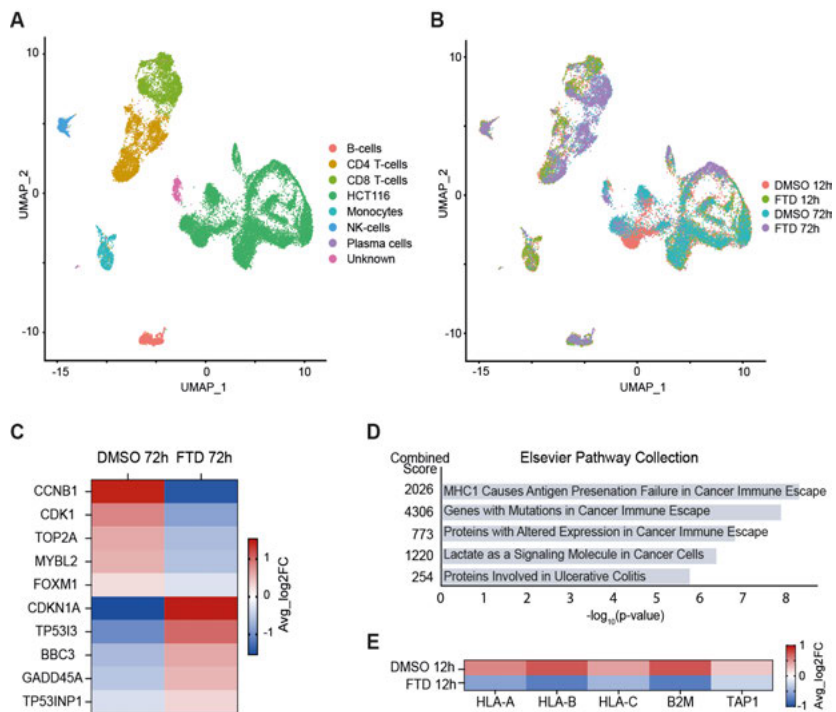 A
10
0
-10
-15
0
10
UMAP_2
UMAP_1
B-cells
CD4 T-cells
CD8 T-cells
HCT116
Monocytes
NK-cells
Plasma cells
Unknown
B
10
0
-10
-15
0
10
UMAP_2
UMAP_1
DMSO 12h
FTD 12h
DMSO 72h
FTD 72h
C
DMSO 72h FTD 72h
CCNB1
CDK1
TOP2A
MYBL2
FOXM1
CDKN1A
TP53I3
BBC3
GADD45A
TP53INP1
1
0
-1
Avg_log2FC
D
Combined
Score
Elsevier Pathway Collection
2026 MHC1 Causes Antigen Presenation Failure in Cancer Immune Escape
4306 Genes with Mutations in Cancer Immune Escape
773 Proteins with Altered Expression in Cancer Immune Escape
1220 Lactate as a Signaling Molecule in Cancer Cells
254 Proteins Involved in Ulcerative Colitis
0 1 2 3 4 5 6 7 8
-log10(p-value)
E
DMSO 12h
FTD 12h
HLA-A HLA-B HLA-C B2M TAP1
1
0
-1
Avg_log2FC